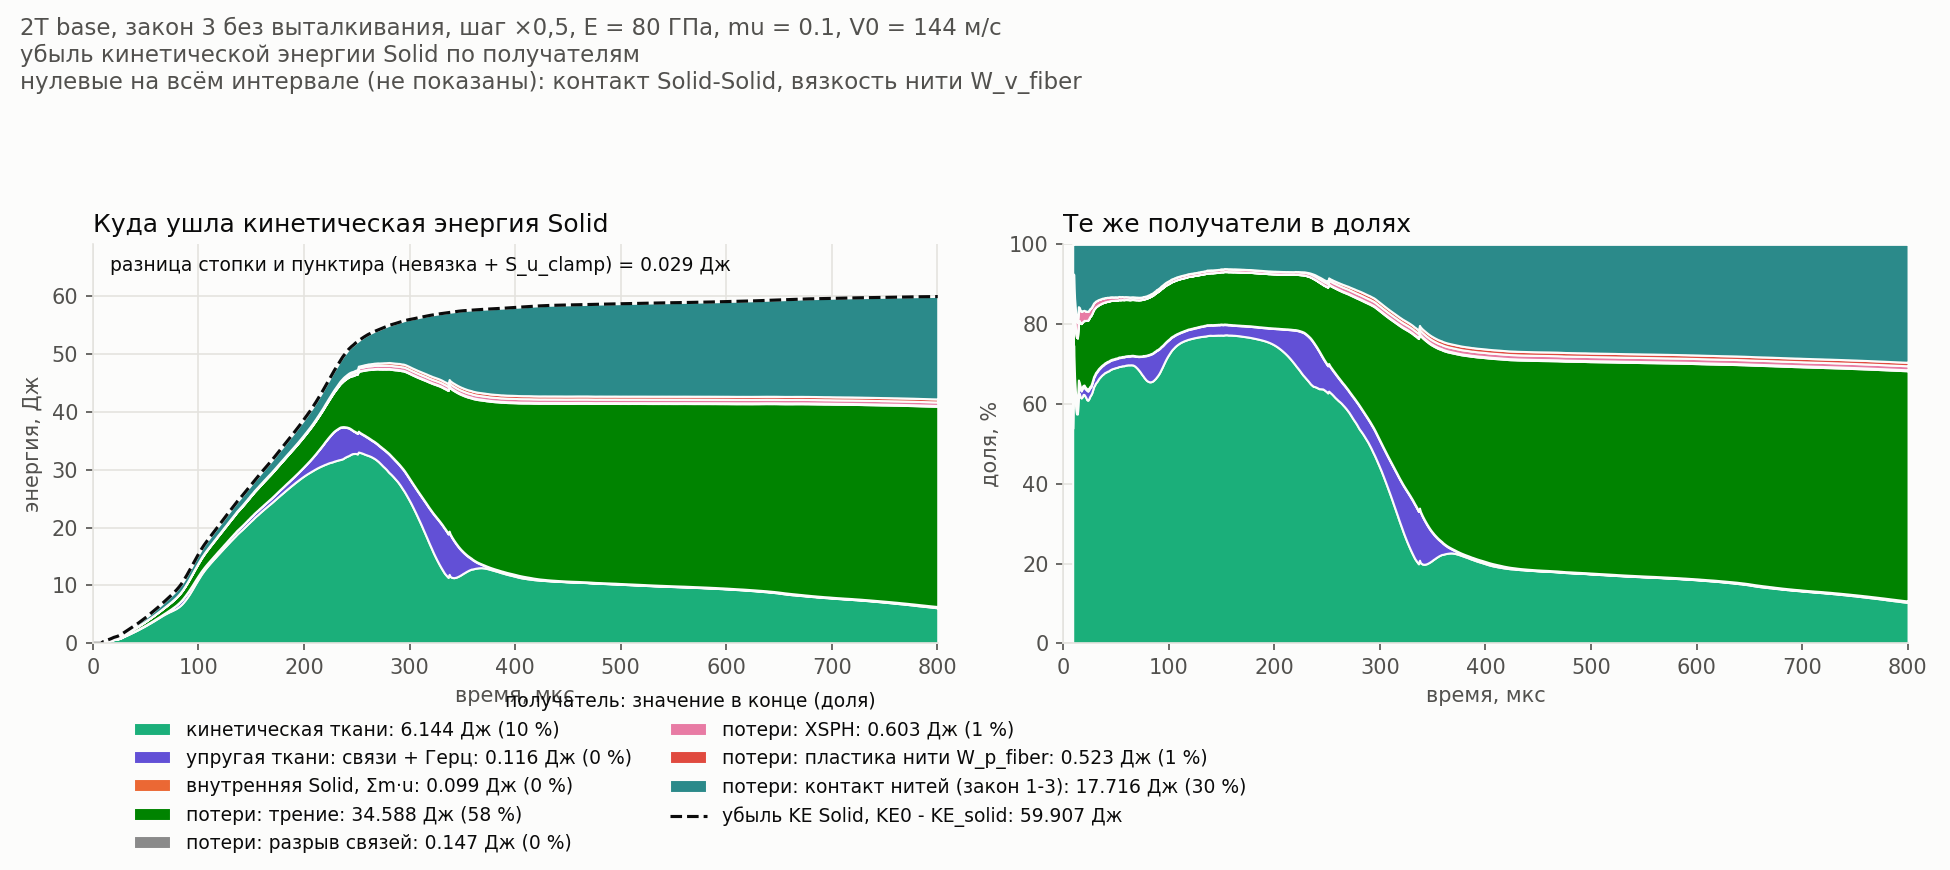 2T base, закон 3 без выталкивания, шаг ×0,5, E = 80 ГПа, mu = 0.1, V0 = 144 м/с
убыль кинетической энергии Solid по получателям
нулевые на всём интервале (не показаны): контакт Solid-Solid, вязкость нити W_v_fiber
Куда ушла кинетическая энергия Solid
разница стопки и пунктира (невязка + S_u_clamp) = 0.029 Дж
энергия, Дж
60
50
40
30
20
10
0
0 100 200 300 400 500 600 700 800
время, мкс
Те же получатели в долях
доля, %
100
80
60
40
20
0
0 100 200 300 400 500 600 700 800
время, мкс
получатель: значение в конце (доля)
кинетическая ткани: 6.144 Дж (10 %)
упругая ткани: связи + Герц: 0.116 Дж (0 %)
внутренняя Solid, Σm·u: 0.099 Дж (0 %)
потери: трение: 34.588 Дж (58 %)
потери: разрыв связей: 0.147 Дж (0 %)
потери: XSPH: 0.603 Дж (1 %)
потери: пластика нити W_p_fiber: 0.523 Дж (1 %)
потери: контакт нитей (закон 1-3): 17.716 Дж (30 %)
убыль KE Solid, KE0 - KE_solid: 59.907 Дж